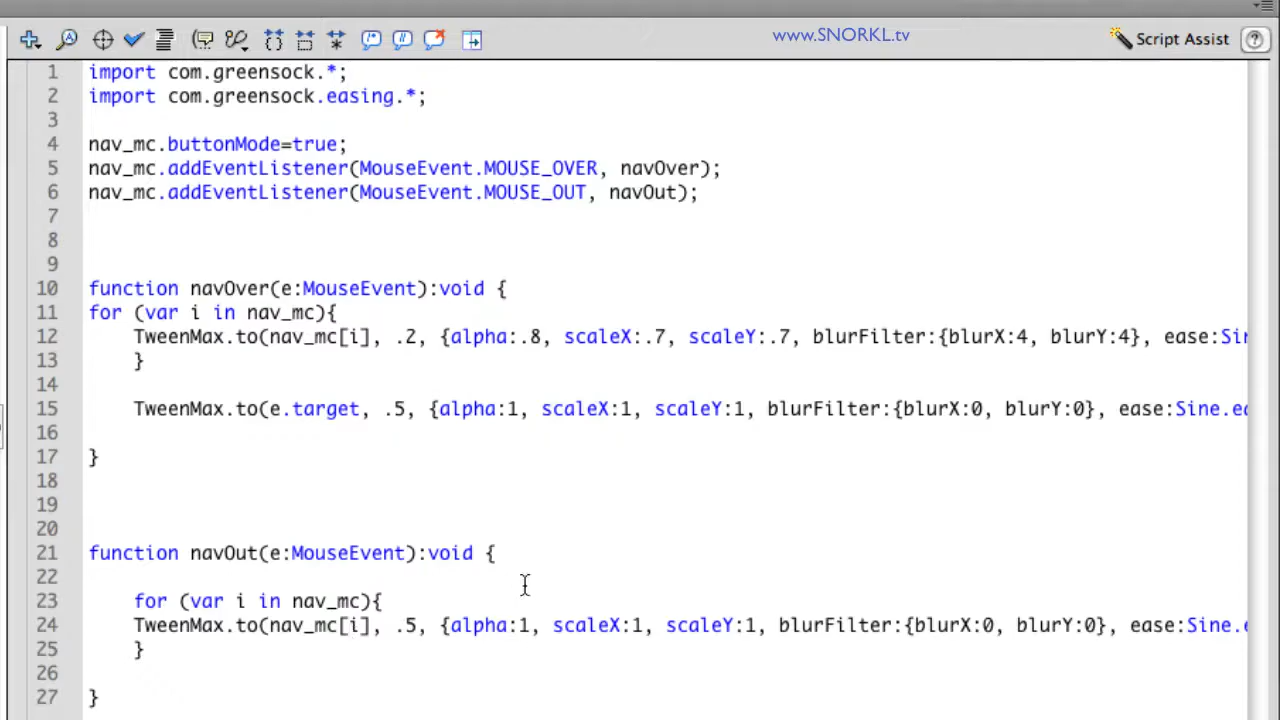 www.SNORKL.tv
Script Assist
1 import com.greensock.*;
2 import com.greensock.easing.*;
3
4 nav_mc.buttonMode=true;
5 nav_mc.addEventListener(MouseEvent.MOUSE_OVER, navOver);
6 nav_mc.addEventListener(MouseEvent.MOUSE_OUT, navOut);
7
8
9
10 function navOver(e:MouseEvent):void {
11 for (var i in nav_mc){
12 TweenMax.to(nav_mc[i], .2, {alpha:.8, scaleX:.7, scaleY:.7, blurFilter:{blurX:4, blurY:4}, ease:Sin
13 }
14
15 TweenMax.to(e.target, .5, {alpha:1, scaleX:1, scaleY:1, blurFilter:{blurX:0, blurY:0}, ease:Sine.ea
16
17 }
18
19
20
21 function navOut(e:MouseEvent):void {
22
23 for (var i in nav_mc){
24 TweenMax.to(nav_mc[i], .5, {alpha:1, scaleX:1, scaleY:1, blurFilter:{blurX:0, blurY:0}, ease:Sine.e
25 }
26
27 }